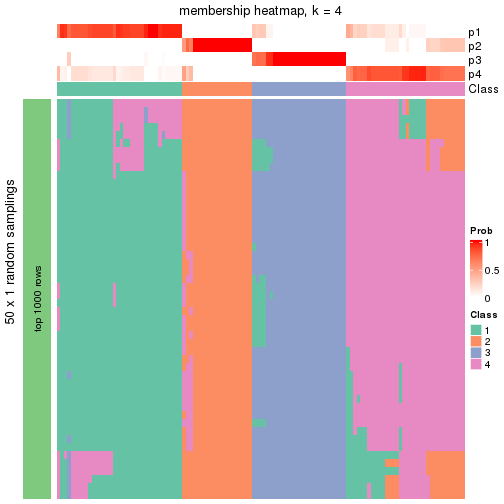 membership heatmap, k = 4
p1
p2
p3
p4
Class
50 x 1 random samplings
top 1000 rows
Prob
1
0.5
0
Class
1
2
3
4